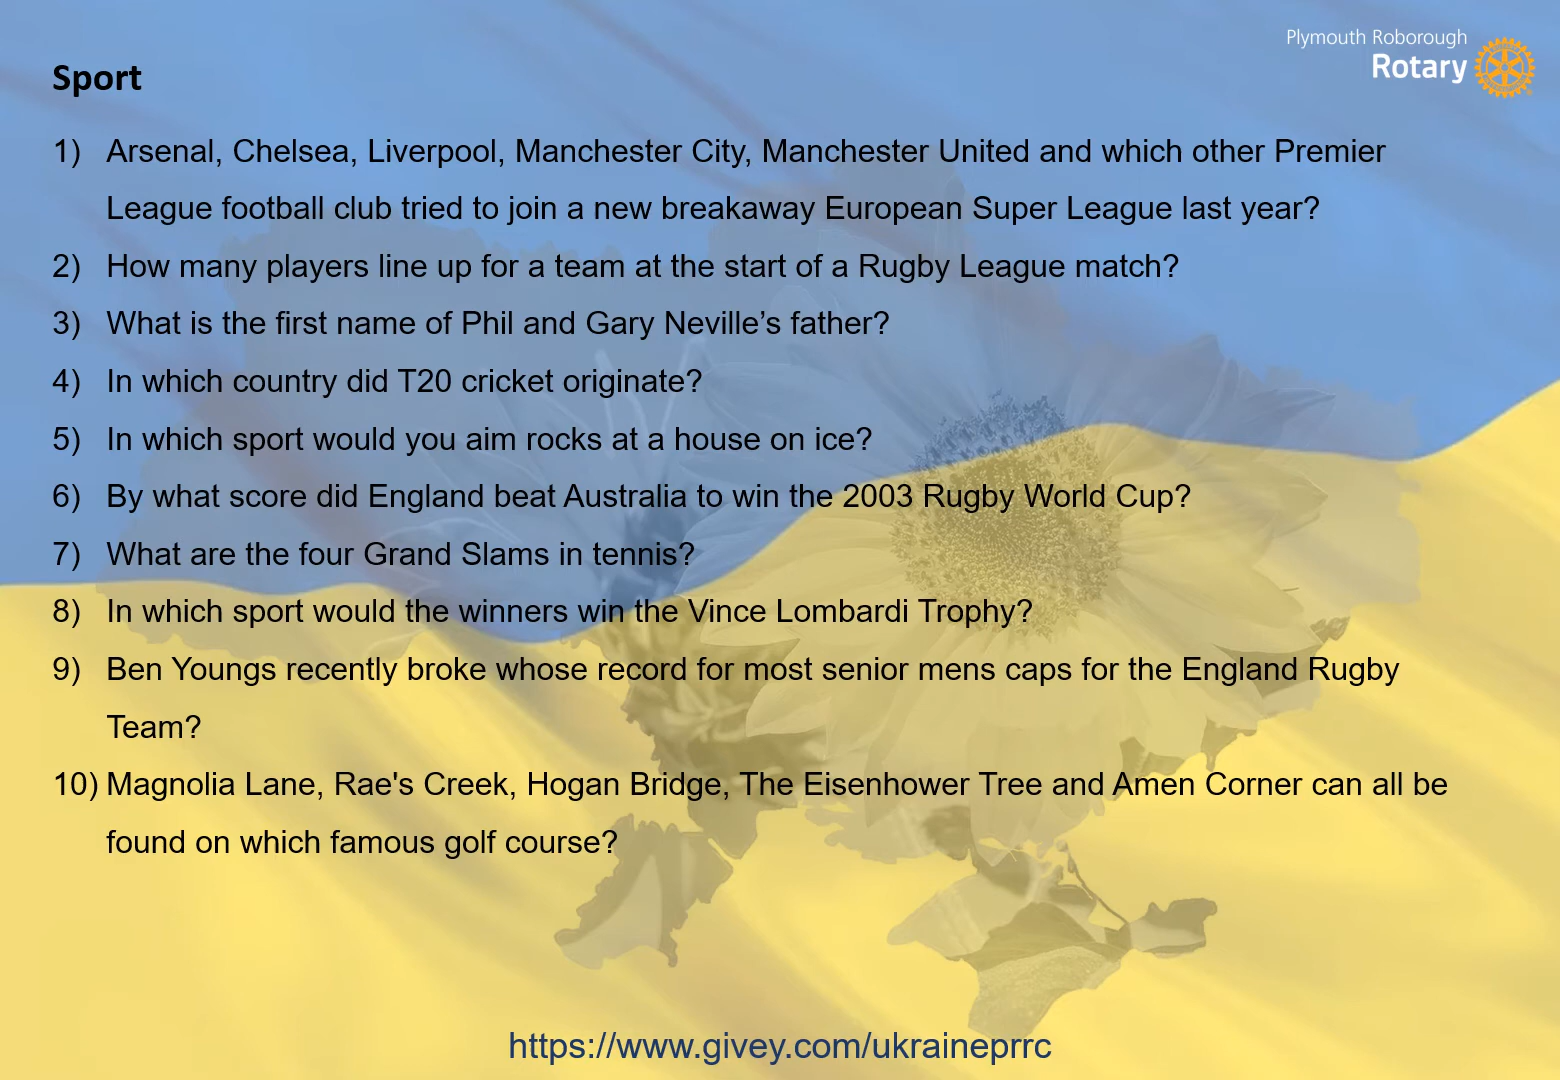 Plymouth Roborough
Rotary
Sport
1) Arsenal, Chelsea, Liverpool, Manchester City, Manchester United and which other Premier
League football club tried to join a new breakaway European Super League last year?
2) How many players line up for a team at the start of a Rugby League match?
3) What is the first name of Phil and Gary Neville’s father?
4) In which country did T20 cricket originate?
5) In which sport would you aim rocks at a house on ice?
6) By what score did England beat Australia to win the 2003 Rugby World Cup?
7) What are the four Grand Slams in tennis?
8) In which sport would the winners win the Vince Lombardi Trophy?
9) Ben Youngs recently broke whose record for most senior mens caps for the England Rugby
Team?
10) Magnolia Lane, Rae's Creek, Hogan Bridge, The Eisenhower Tree and Amen Corner can all be
found on which famous golf course?
https://www.givey.com/ukraineprrc